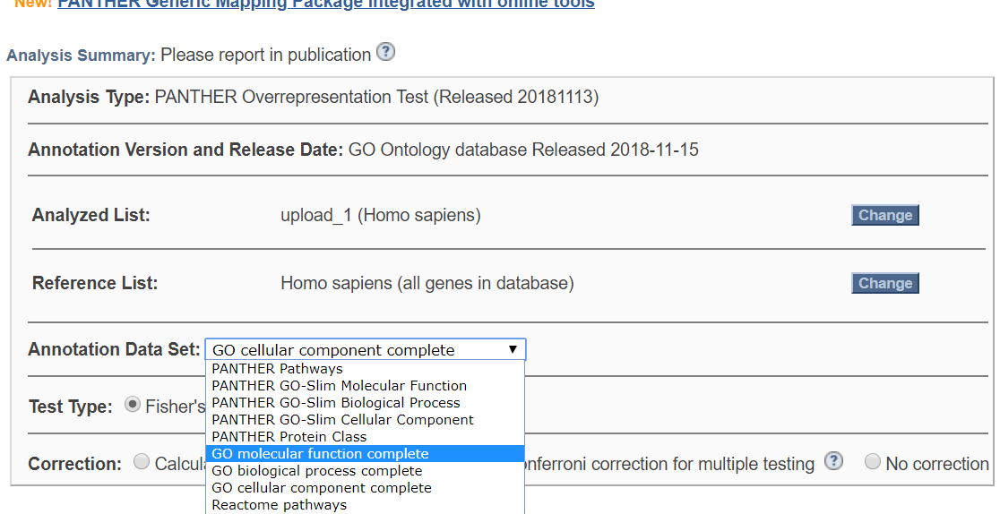 New! PANTHER Generic Mapping Package integrated with online tools
Analysis Summary: Please report in publication ?
Analysis Type: PANTHER Overrepresentation Test (Released 20181113)
Annotation Version and Release Date: GO Ontology database Released 2018-11-15
Analyzed List: upload_1 (Homo sapiens) Change
Reference List: Homo sapiens (all genes in database) Change
Annotation Data Set: GO cellular component complete
PANTHER Pathways
PANTHER GO-Slim Molecular Function
PANTHER GO-Slim Biological Process
PANTHER GO-Slim Cellular Component
PANTHER Protein Class
GO molecular function complete
GO biological process complete
GO cellular component complete
Reactome pathways
Test Type: Fisher's
Correction: Calcula onferroni correction for multiple testing ? No correction